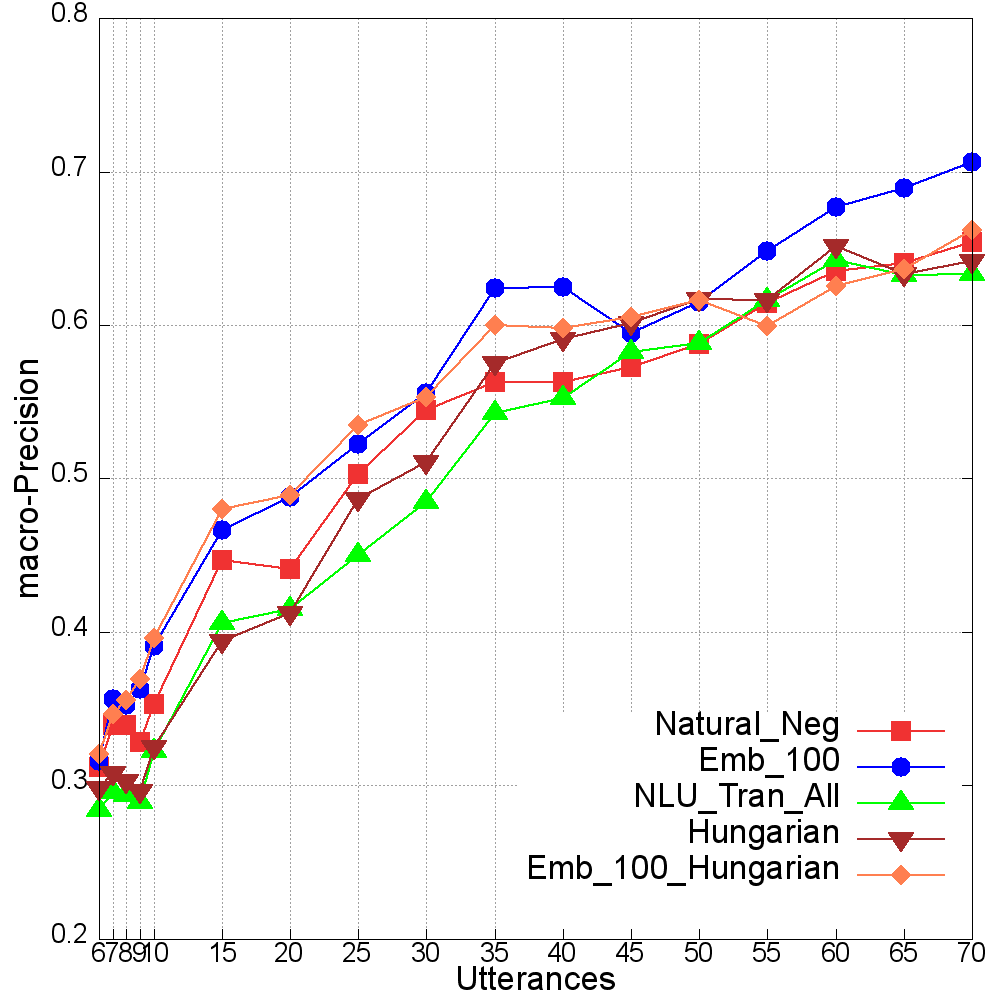 0.8
0.7
0.6
0.5
0.4
0.3
0.2
macro-Precision
Natural_Neg
Emb_100
NLU_Tran_All
Hungarian
Emb_100_Hungarian
6 7 8 9 10 15 20 25 30 35 40 45 50 55 60 65 70
Utterances